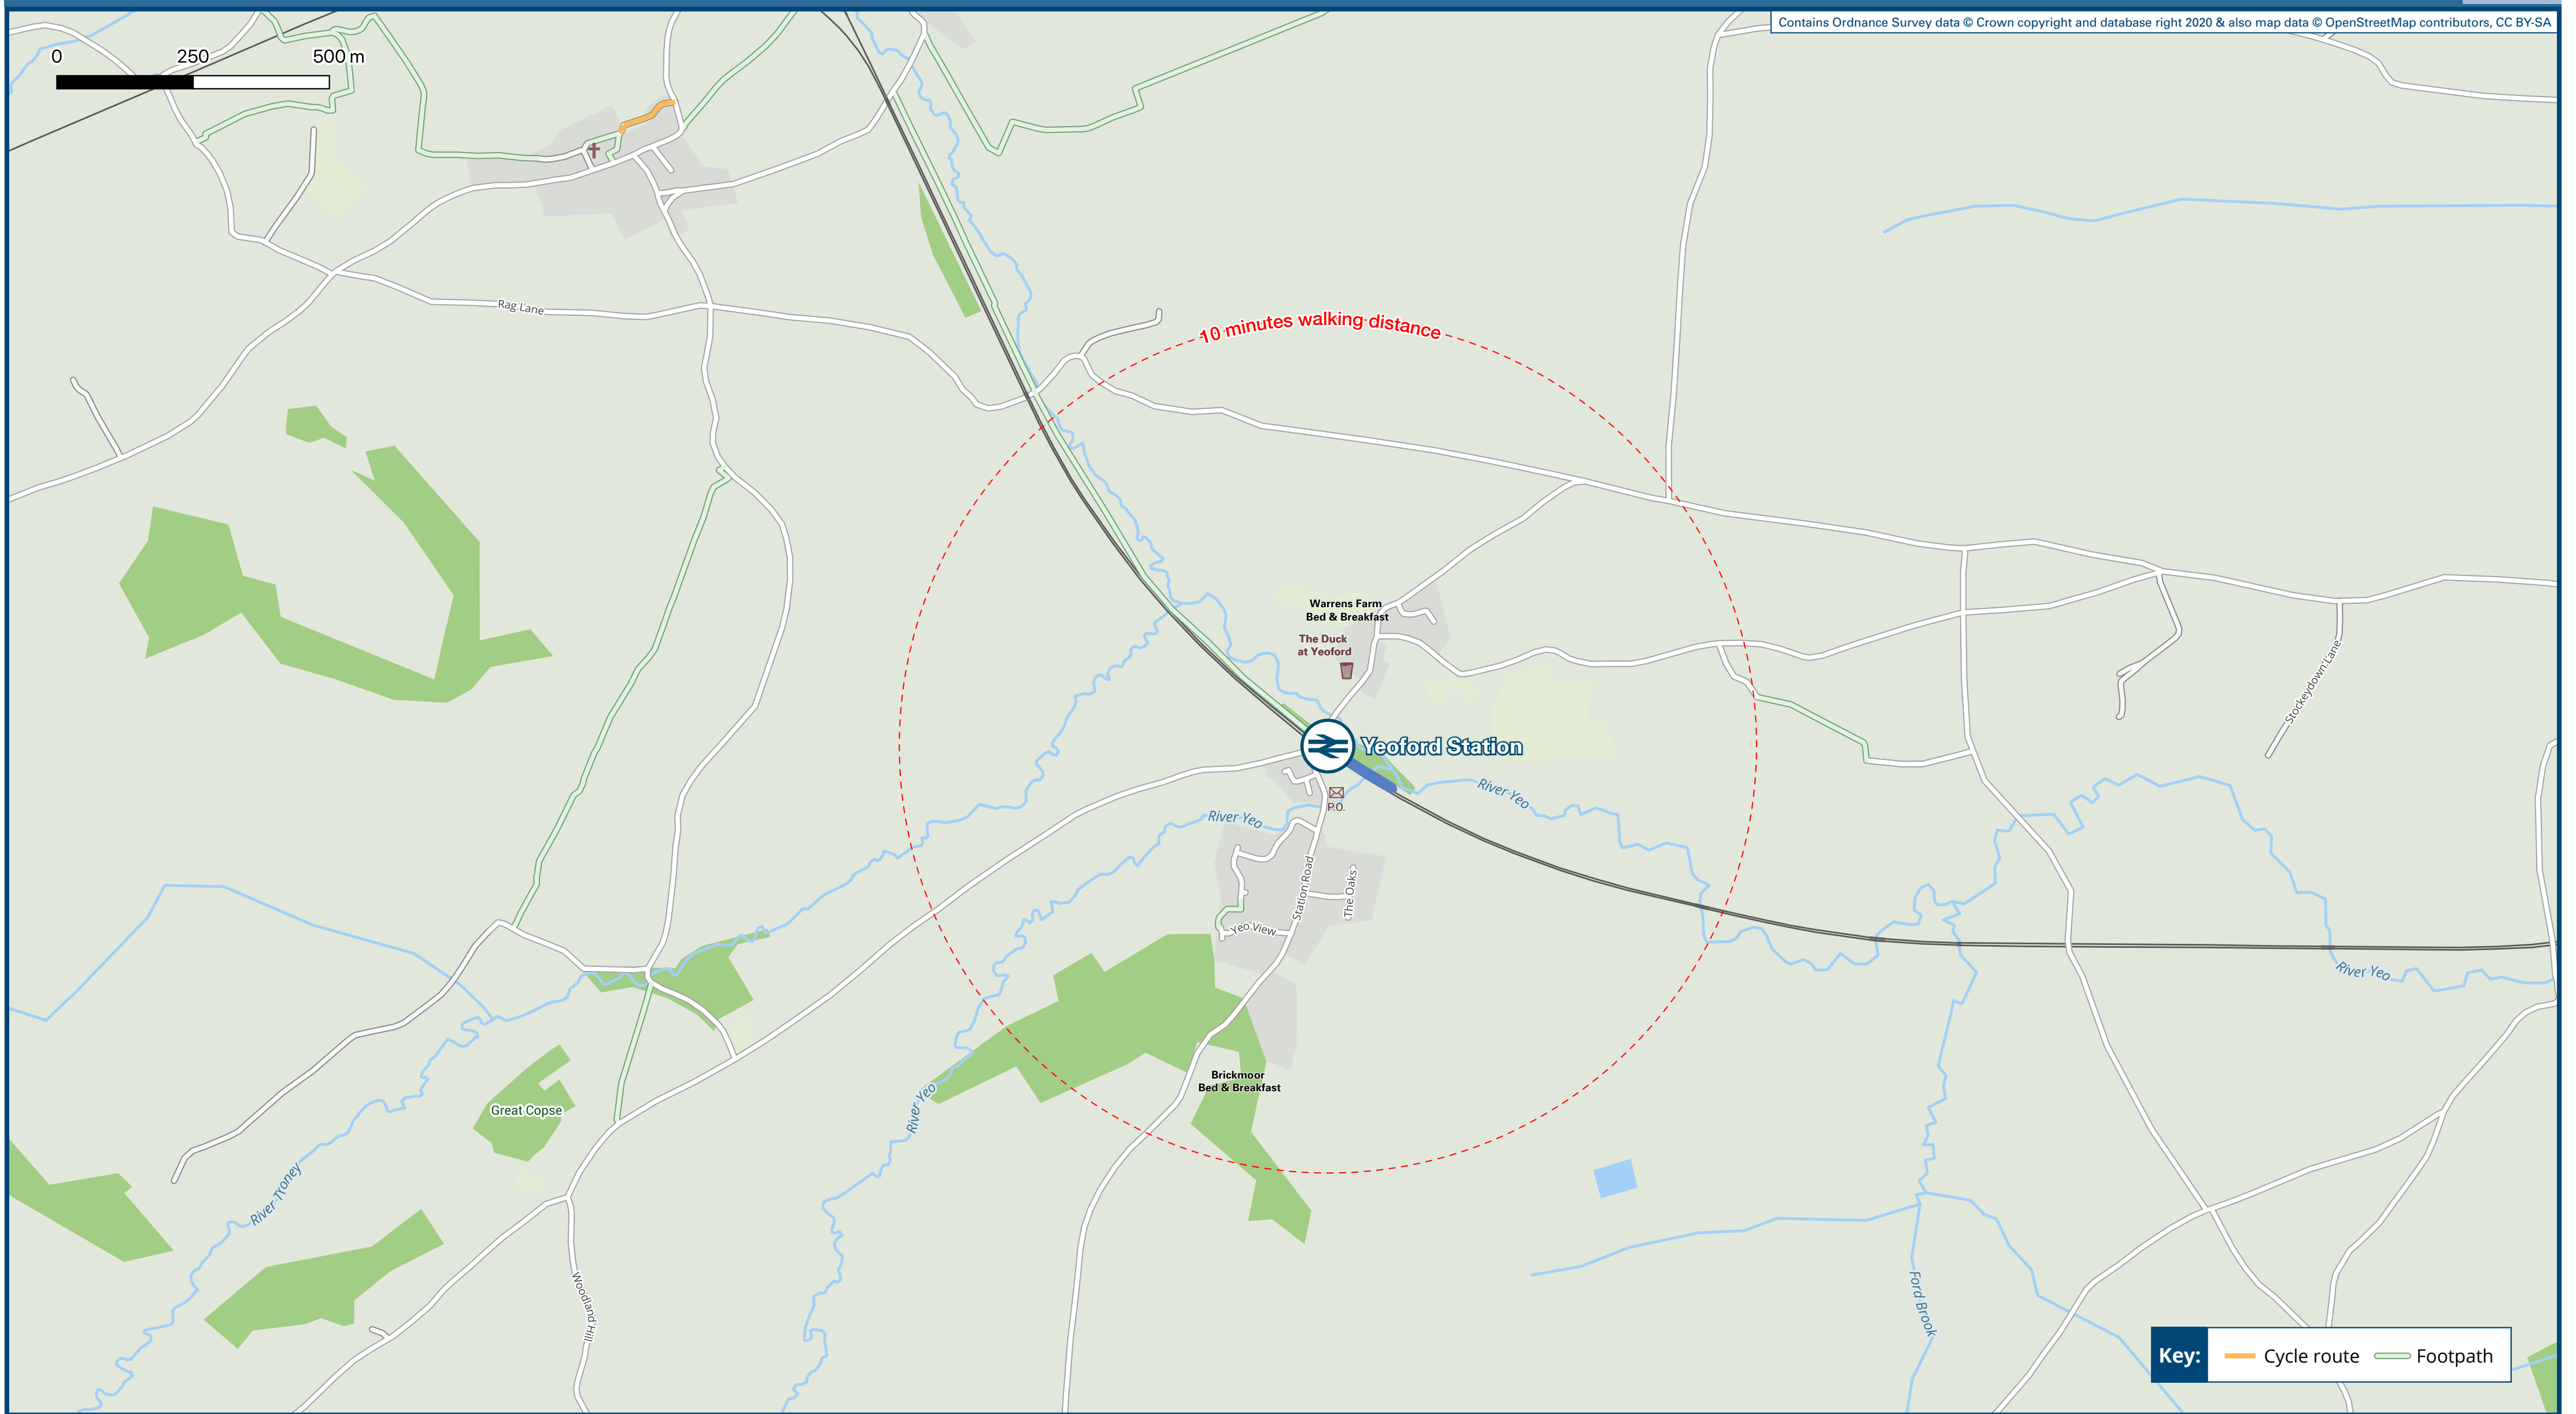 Contains Ordnance Survey data © Crown copyright and database right 2020 & also map data © OpenStreetMap contributors, CC BY-SA
0 250 500 m
Rag Lane
10 minutes walking distance
Warrens Farm
Bed & Breakfast
The Duck
at Yeoford
Stockeydown Lane
Yeoford Station
River Yeo
P.O.
River Yeo
Station Road
The Oaks
Yeo View
River Yeo
Brickmoor
Bed & Breakfast
River Yeo
Great Copse
River Troney
Woodland Hill
Ford Brook
Key: Cycle route Footpath